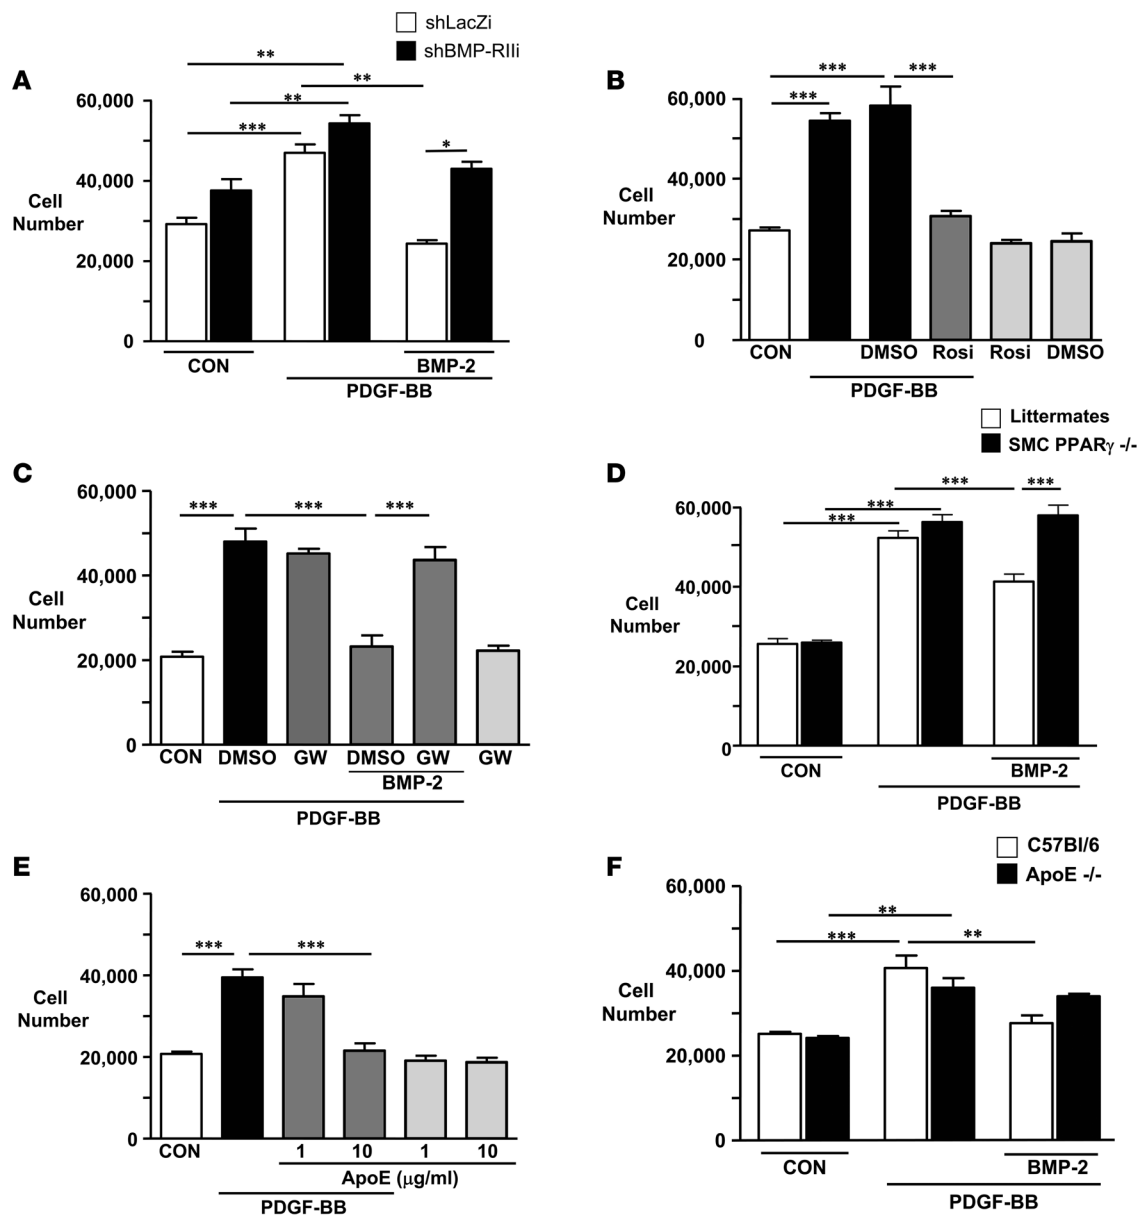 shLacZi
shBMP-RIIi
A
**
**
**
***
*
60,000
40,000
20,000
0
Cell
Number
CON
BMP-2
PDGF-BB
B
***
***
***
60,000
40,000
20,000
0
Cell
Number
CON
DMSO
Rosi
Rosi
DMSO
PDGF-BB
C
***
***
***
60,000
40,000
20,000
0
Cell
Number
CON
DMSO
GW
DMSO
GW
GW
BMP-2
PDGF-BB
Littermates
SMC PPARγ -/-
D
***
***
***
***
60,000
40,000
20,000
0
Cell
Number
CON
BMP-2
PDGF-BB
E
***
***
60,000
40,000
20,000
0
Cell
Number
CON
1
10
1
10
ApoE (μg/ml)
PDGF-BB
C57Bl/6
ApoE -/-
F
**
***
**
60,000
40,000
20,000
0
Cell
Number
CON
BMP-2
PDGF-BB